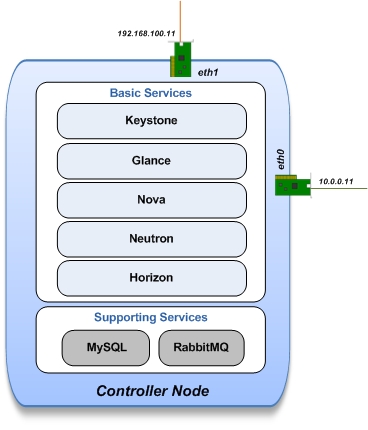 192.168.100.11
eth1
Basic Services
Keystone
eth0
Glance
10.0.0.11
Nova
Neutron
Horizon
Supporting Services
MySQL
RabbitMQ
Controller Node